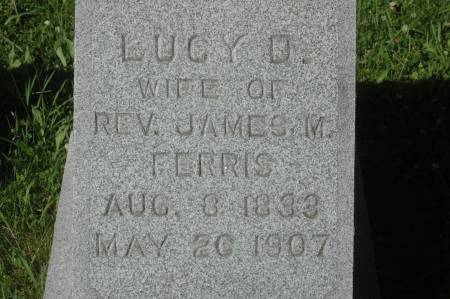 LUCY D.
WIFE OF
REV. JAMES M.
FERRIS
AUG. 8 1833
MAY 26 1907